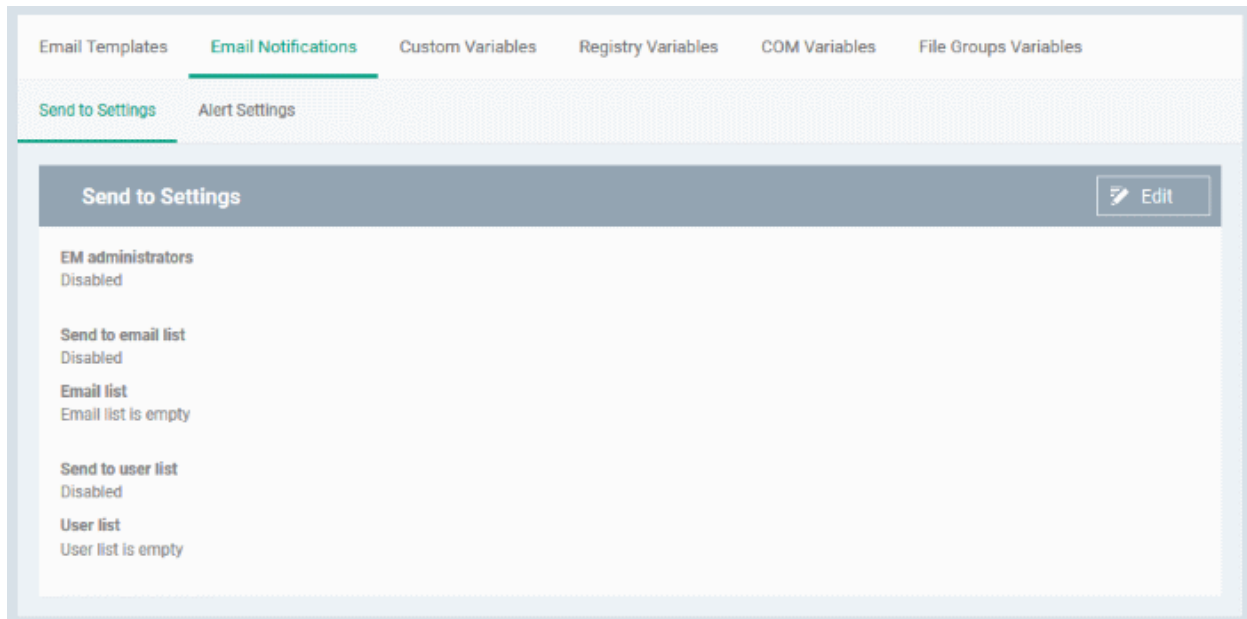 Email Templates Email Notifications Custom Variables Registry Variables COM Variables File Groups Variables
Send to Settings Alert Settings
Send to Settings Edit
EM administrators
Disabled
Send to email list
Disabled
Email list
Email list is empty
Send to user list
Disabled
User list
User list is empty